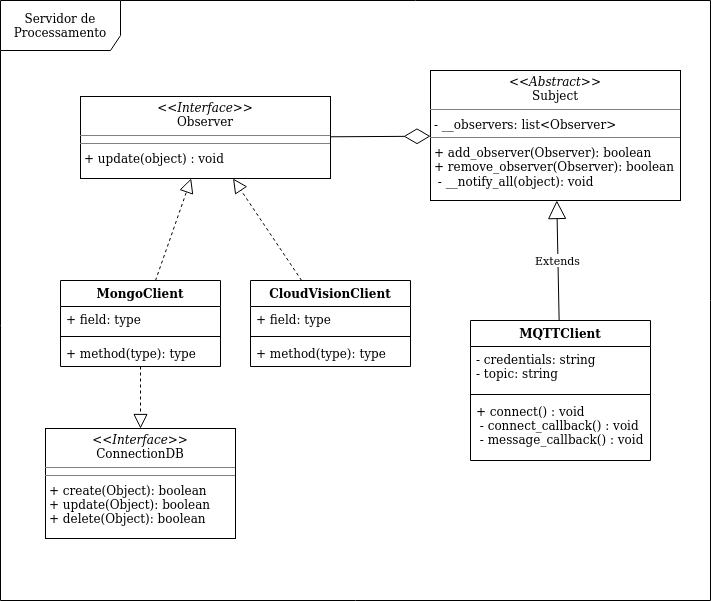 Servidor de
Processamento
<<Interface>>
Observer
+ update(object) : void
<<Abstract>>
Subject
- __observers: list<Observer>
+ add_observer(Observer): boolean
+ remove_observer(Observer): boolean
- __notify_all(object): void
Extends
MongoClient
+ field: type
+ method(type): type
CloudVisionClient
+ field: type
+ method(type): type
MQTTClient
- credentials: string
- topic: string
+ connect() : void
- connect_callback() : void
- message_callback() : void
<<Interface>>
ConnectionDB
+ create(Object): boolean
+ update(Object): boolean
+ delete(Object): boolean